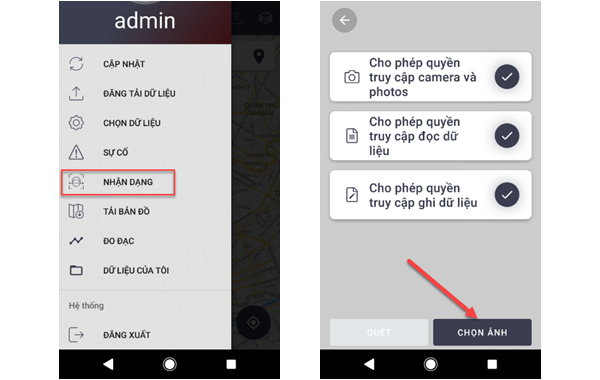 admin
CẬP NHẬT
ĐĂNG TẢI DỮ LIỆU
CHỌN DỮ LIỆU
SỰ CỐ
NHẬN DẠNG
TẢI BẢN ĐỒ
ĐO ĐẠC
DỮ LIỆU CỦA TÔI
Hệ thống
ĐĂNG XUẤT
Cho phép quyền
truy cập camera và
photos
Cho phép quyền
truy cập đọc dữ
liệu
Cho phép quyền
truy cập ghi dữ liệu
QUÉT
CHỌN ẢNH